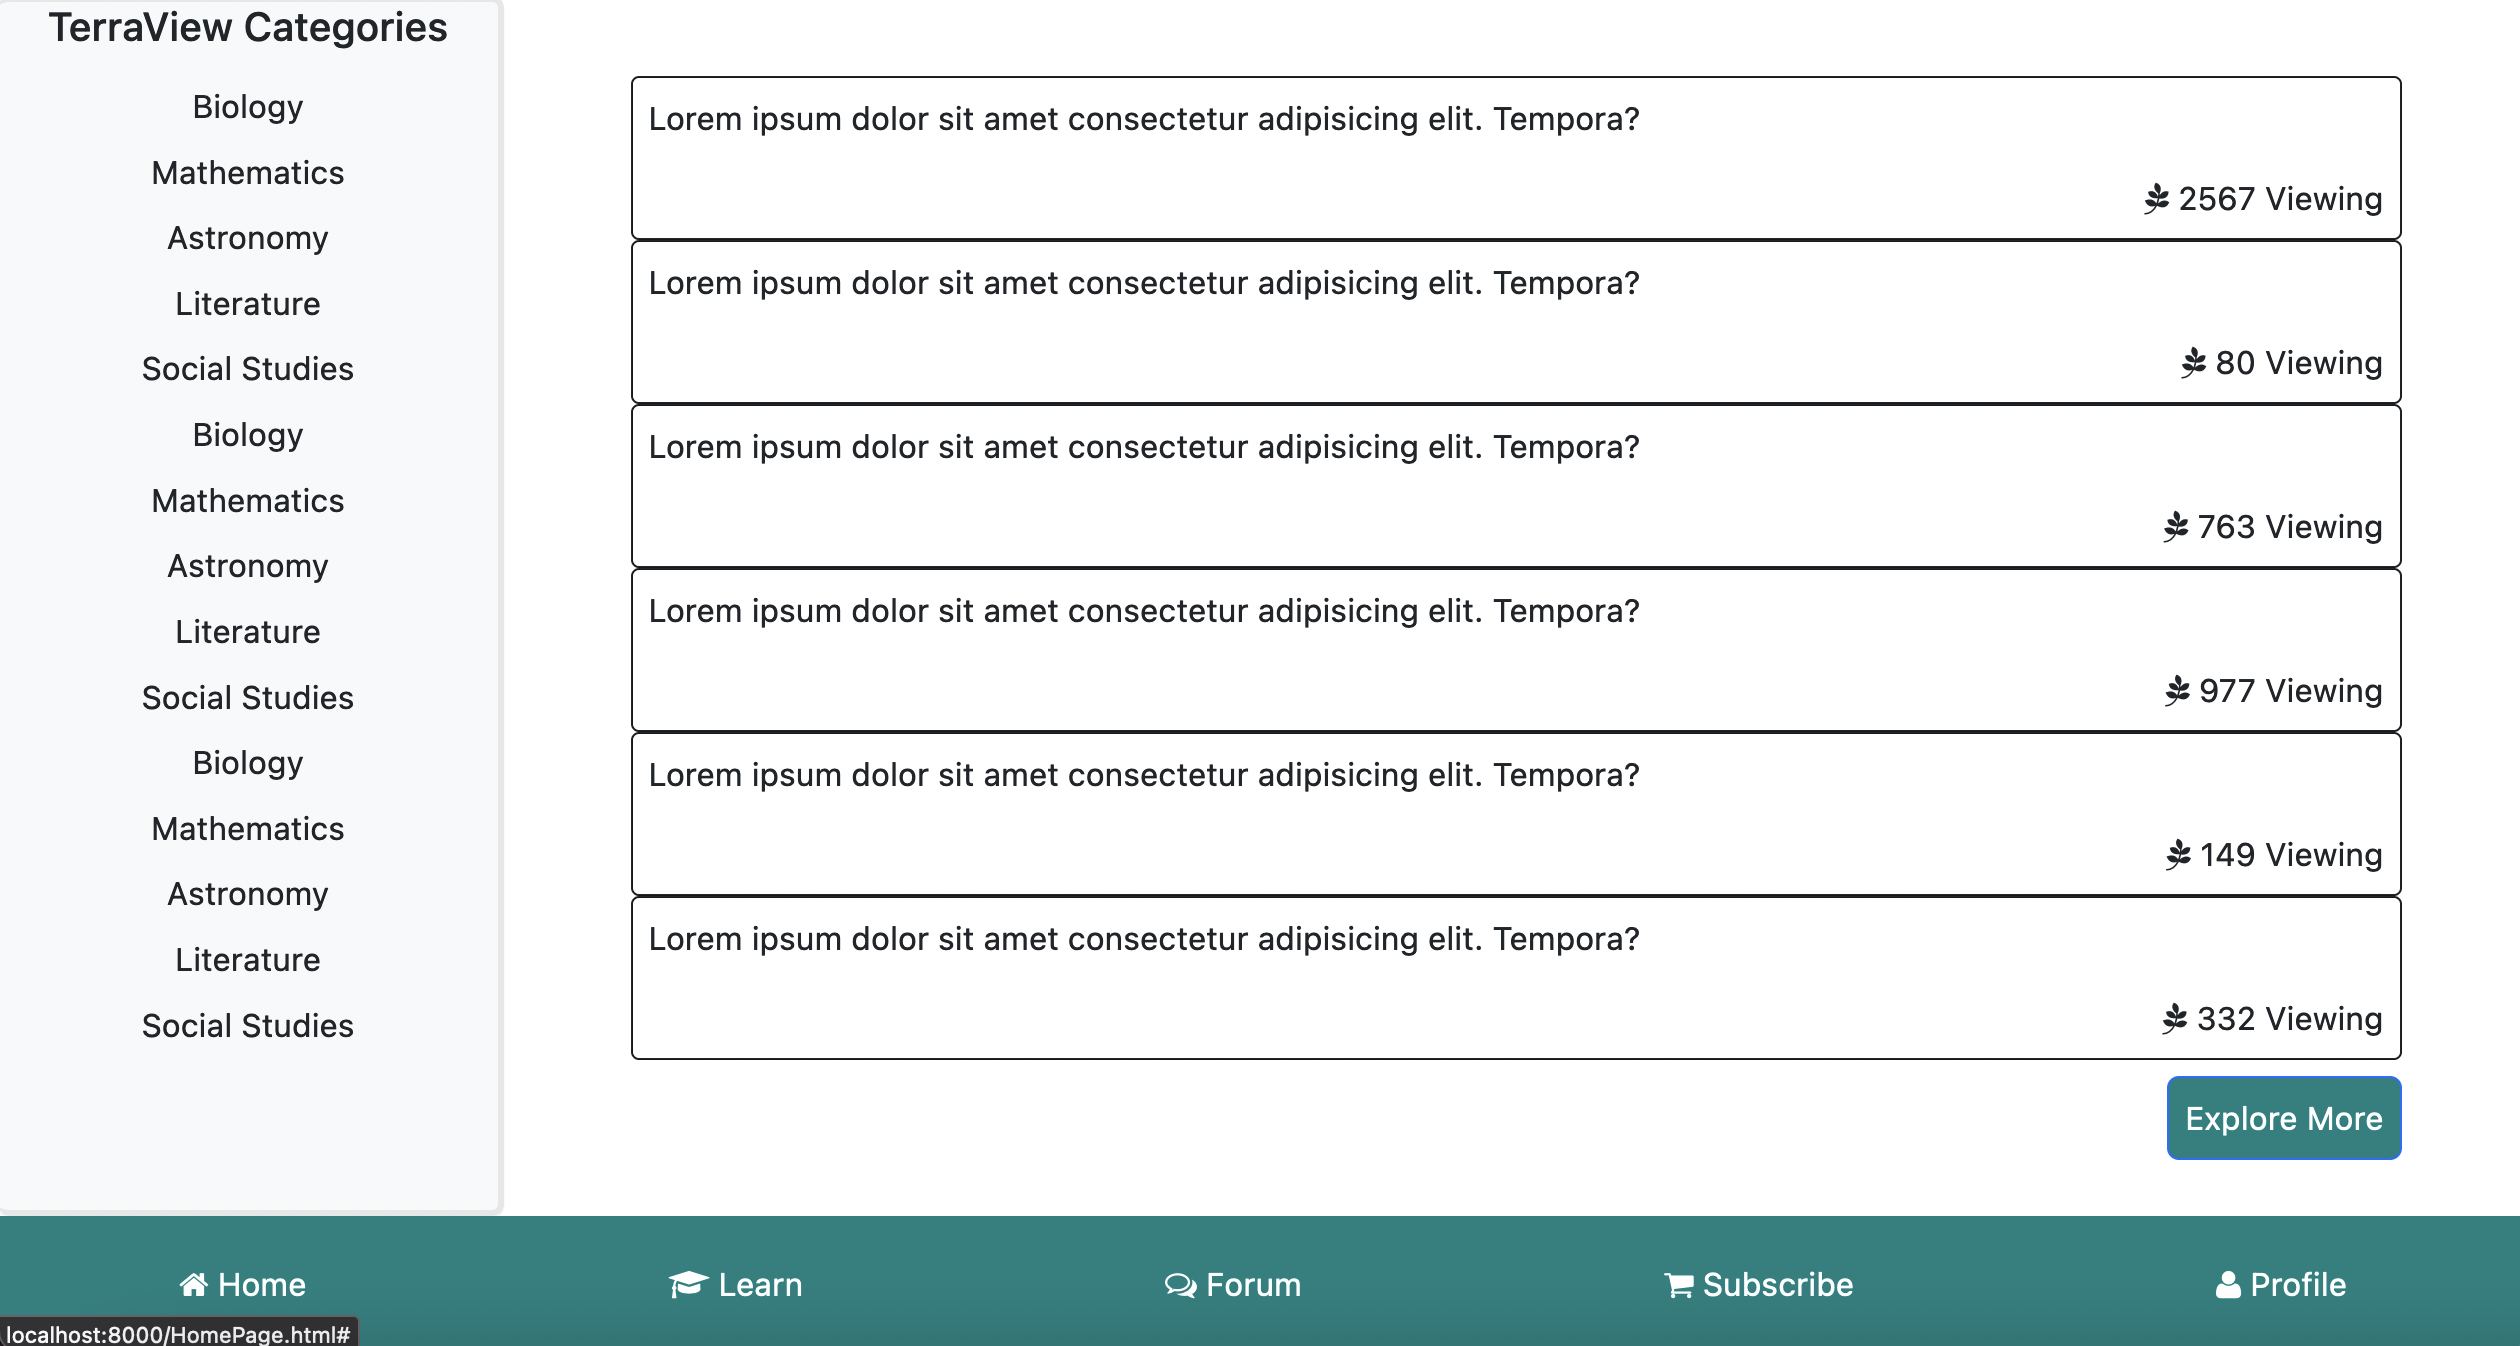 TerraView Categories
Biology
Mathematics
Astronomy
Literature
Social Studies
Biology
Mathematics
Astronomy
Literature
Social Studies
Biology
Mathematics
Astronomy
Literature
Social Studies
Lorem ipsum dolor sit amet consectetur adipisicing elit. Tempora?
2567 Viewing
Lorem ipsum dolor sit amet consectetur adipisicing elit. Tempora?
80 Viewing
Lorem ipsum dolor sit amet consectetur adipisicing elit. Tempora?
763 Viewing
Lorem ipsum dolor sit amet consectetur adipisicing elit. Tempora?
977 Viewing
Lorem ipsum dolor sit amet consectetur adipisicing elit. Tempora?
149 Viewing
Lorem ipsum dolor sit amet consectetur adipisicing elit. Tempora?
332 Viewing
Explore More
Home Learn Forum Subscribe Profile
localhost:8000/HomePage.html#